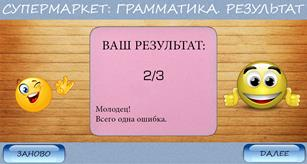 СУПЕРМАРКЕТ: ГРАММАТИКА. РЕЗУЛЬТАТ
ВАШ РЕЗУЛЬТАТ:
2/3
Молодец!
Всего одна ошибка.
ЗАНОВО
ДАЛЕЕ